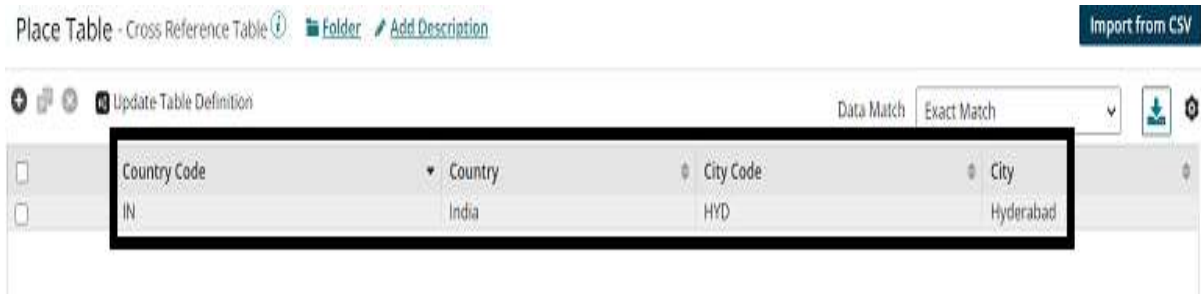 Place Table - Cross Reference Table i Folder Add Description Import from CSV
Update Table Definition Data Match Exact Match
Country Code Country City Code City
IN India HYD Hyderabad